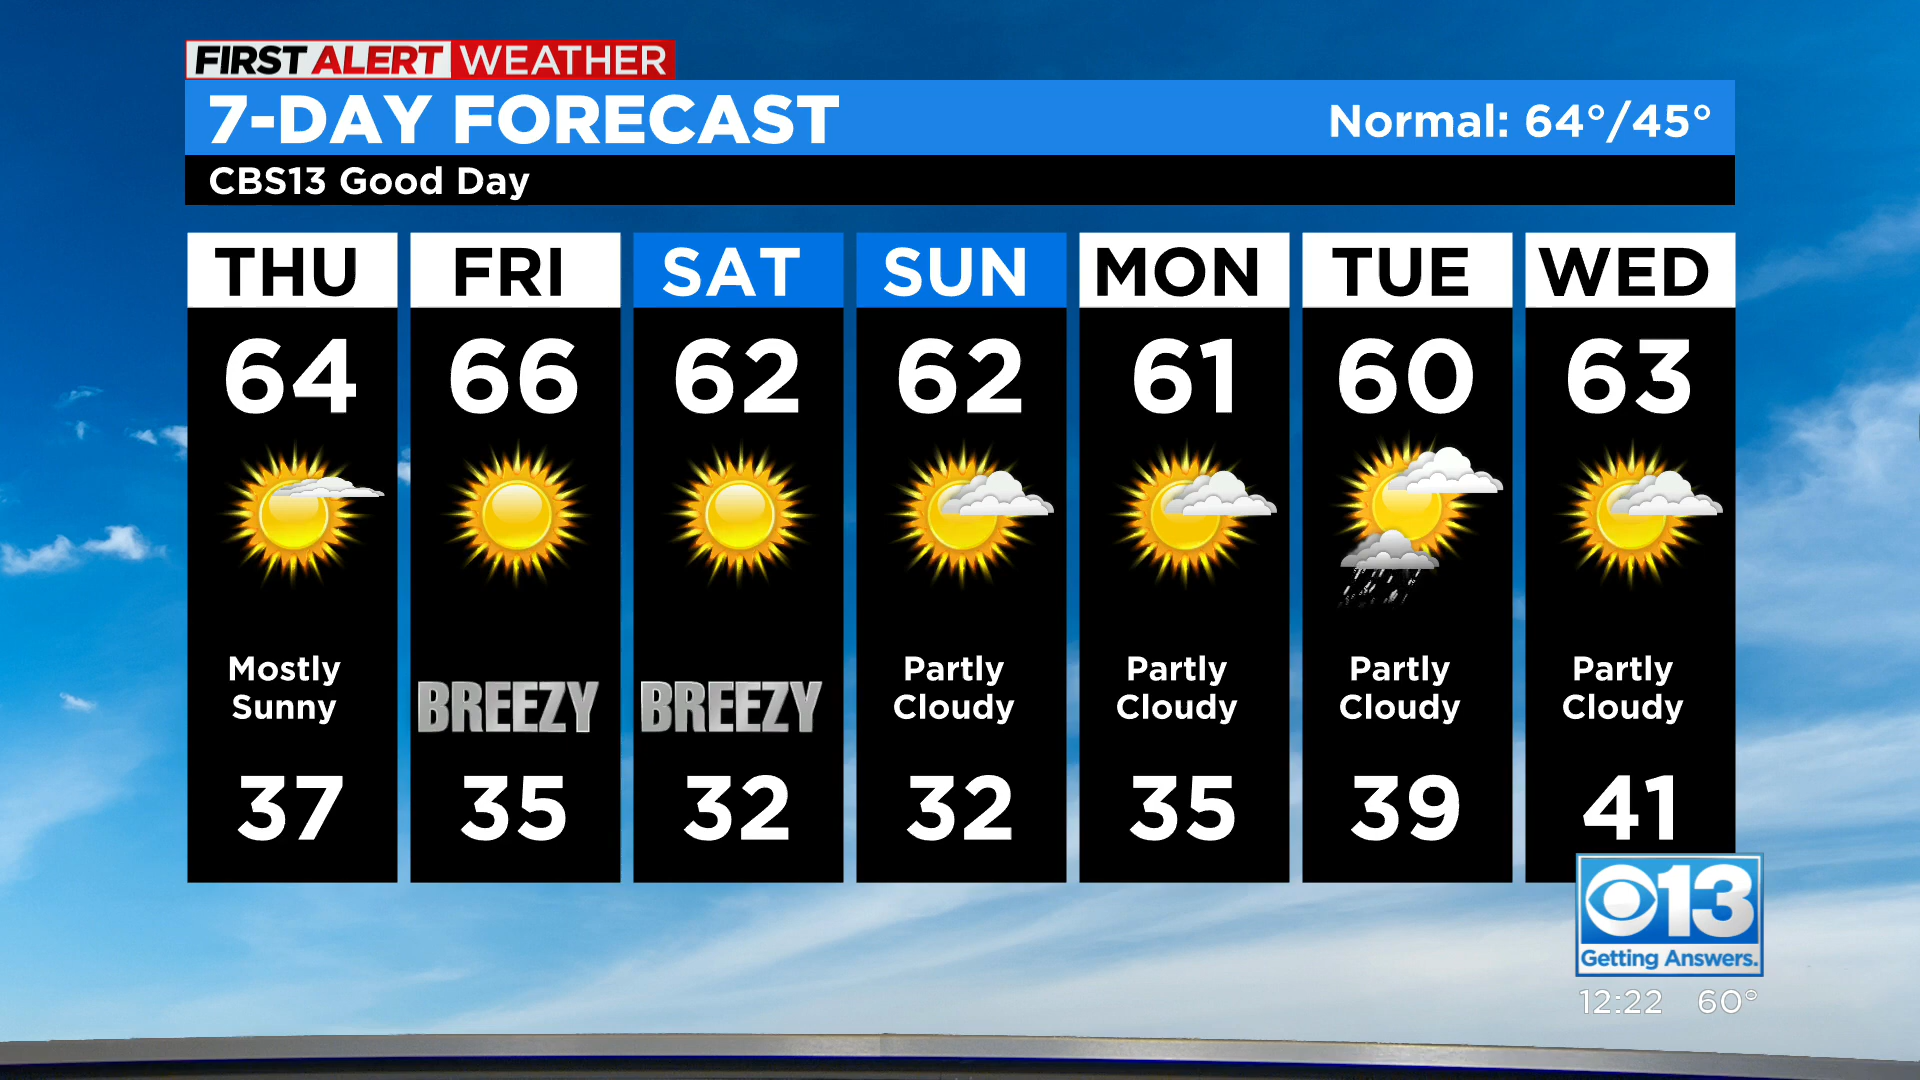 FIRST ALERT WEATHER
7-DAY FORECAST
Normal: 64°/45°
CBS13 Good Day
THU
64
Mostly
Sunny
37
FRI
66
BREEZY
35
SAT
62
BREEZY
32
SUN
62
Partly
Cloudy
32
MON
61
Partly
Cloudy
35
TUE
60
Partly
Cloudy
39
WED
63
Partly
Cloudy
41
13
Getting Answers.
12:22 60°